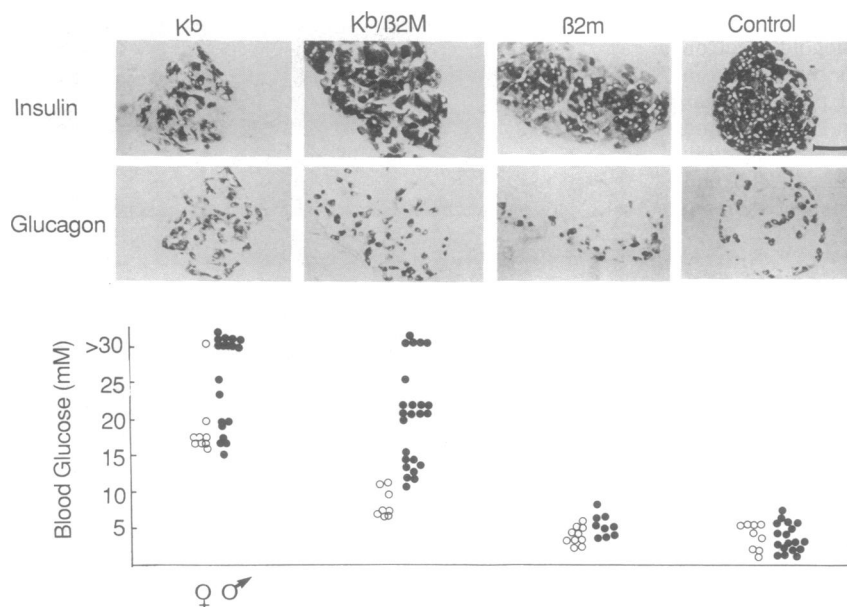 Kb Kb/ß2M ß2m Control
Insulin
Glucagon
Blood Glucose (mM)
>30
25
20
15
10
5
♀ ♂